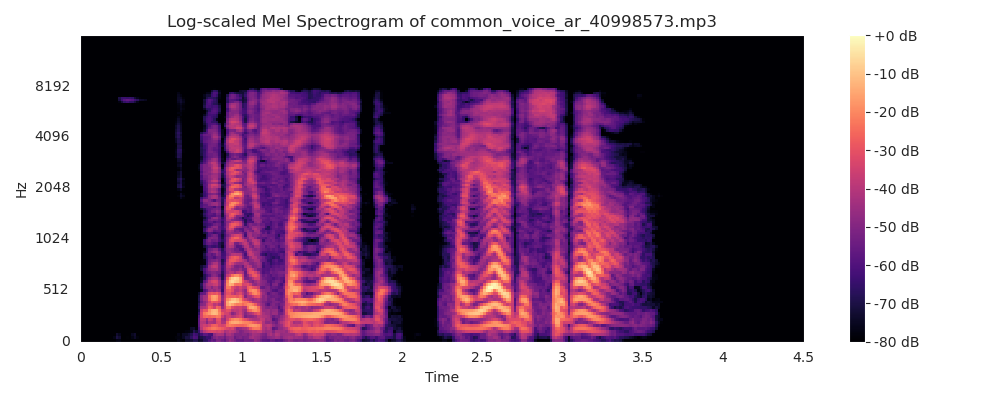 Log-scaled Mel Spectrogram of common_voice_ar_40998573.mp3
8192
4096
2048
1024
512
0
Hz
0 0.5 1 1.5 2 2.5 3 3.5 4 4.5
Time
+0 dB
-10 dB
-20 dB
-30 dB
-40 dB
-50 dB
-60 dB
-70 dB
-80 dB